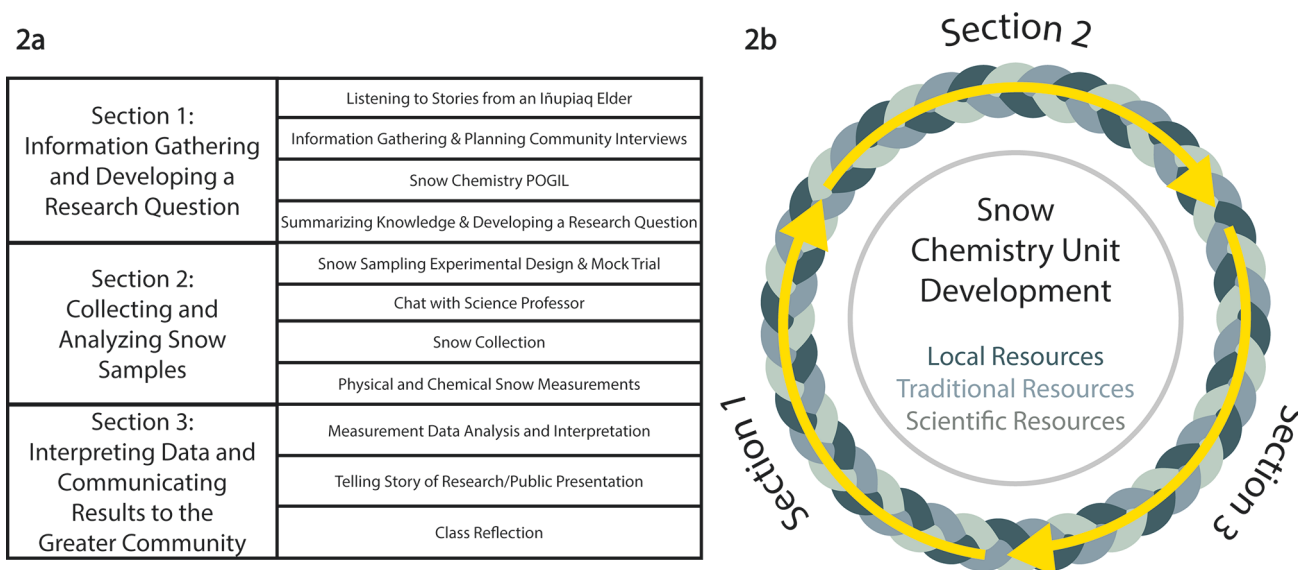 2a
Section 1:
Information Gathering
and Developing a
Research Question
Listening to Stories from an Iñupiaq Elder
Information Gathering & Planning Community Interviews
Snow Chemistry POGIL
Summarizing Knowledge & Developing a Research Question
Section 2:
Collecting and
Analyzing Snow
Samples
Snow Sampling Experimental Design & Mock Trial
Chat with Science Professor
Snow Collection
Physical and Chemical Snow Measurements
Section 3:
Interpreting Data and
Communicating
Results to the
Greater Community
Measurement Data Analysis and Interpretation
Telling Story of Research/Public Presentation
Class Reflection
2b
Section 2
Snow
Chemistry Unit
Development
Local Resources
Traditional Resources
Scientific Resources
Section 1
Section 3